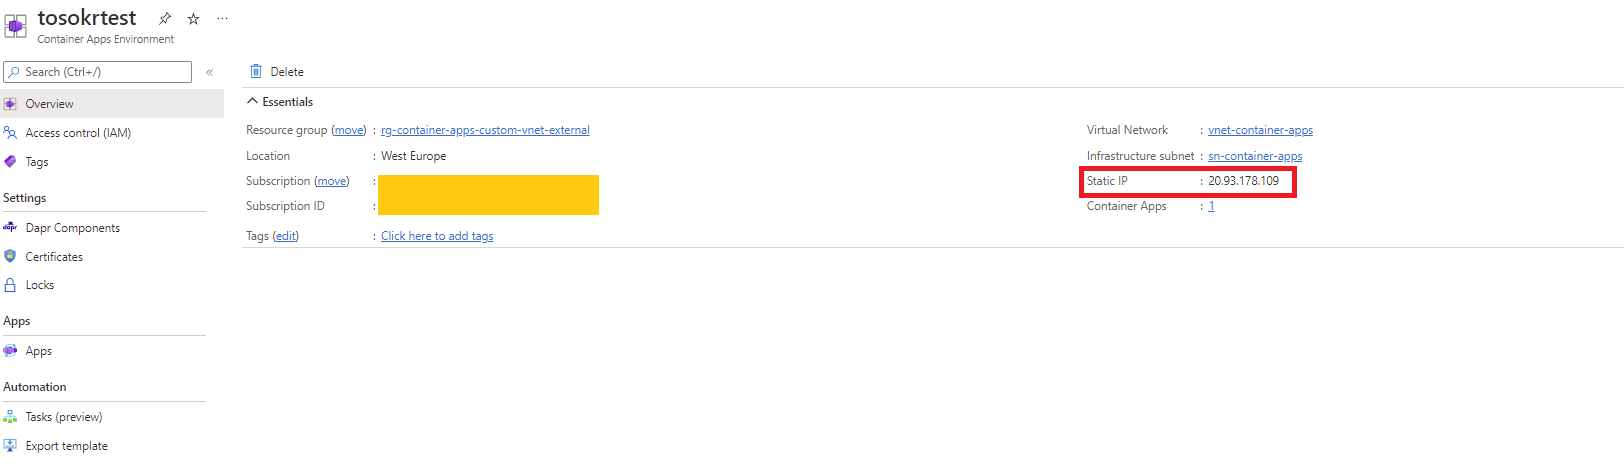 tosokrtest ...
Container Apps Environment
Search (Ctrl+/) «
Delete
Overview
Access control (IAM)
Tags
Settings
Dapr Components
Certificates
Locks
Apps
Apps
Automation
Tasks (preview)
Export template
Essentials
Resource group (move) : rg-container-apps-custom-vnet-external
Location : West Europe
Subscription (move) :
Subscription ID :
Tags (edit) : Click here to add tags
Virtual Network : vnet-container-apps
Infrastructure subnet : sn-container-apps
Static IP : 20.93.178.109
Container Apps : 1